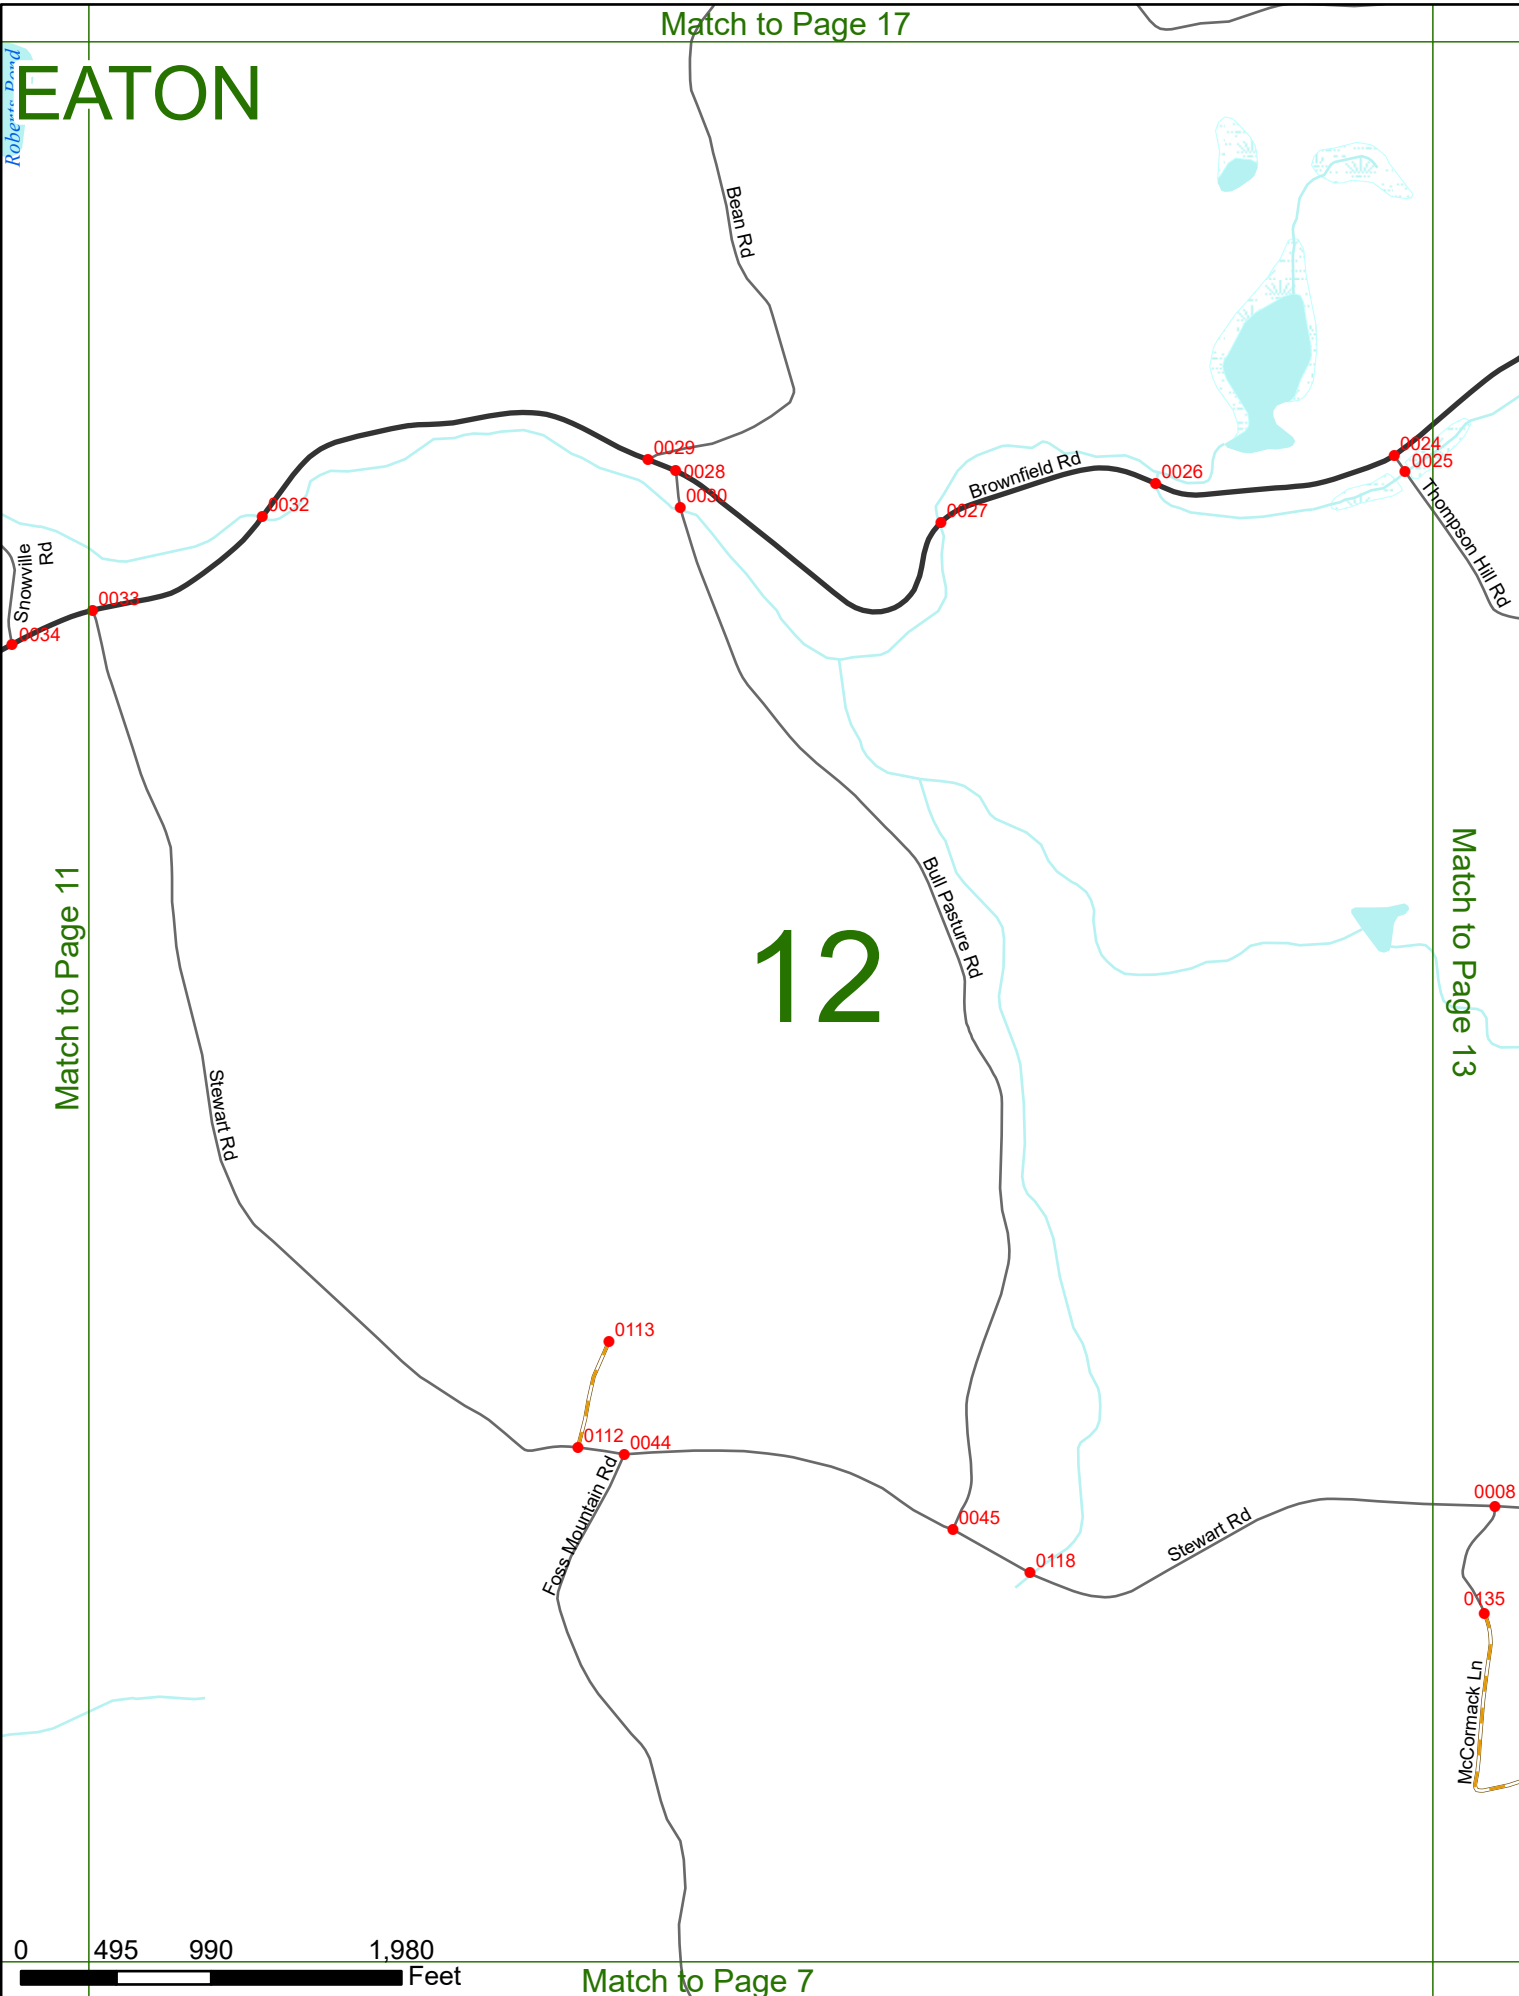 Match to Page 17
Roberts Pond
EATON
Bean Rd
0029
0028
0030
0024
0025
0026
Brownfield Rd
0027
Thompson Hill Rd
0032
Snowville
Rd
0033
0034
Match to Page 11
Bull Pasture Rd
12
Match to Page 13
Stewart Rd
0113
0112
0044
Foss Mountain Rd
0045
0118
Stewart Rd
0008
0135
McCormack Ln
0 495 990 1,980
Feet
Match to Page 7